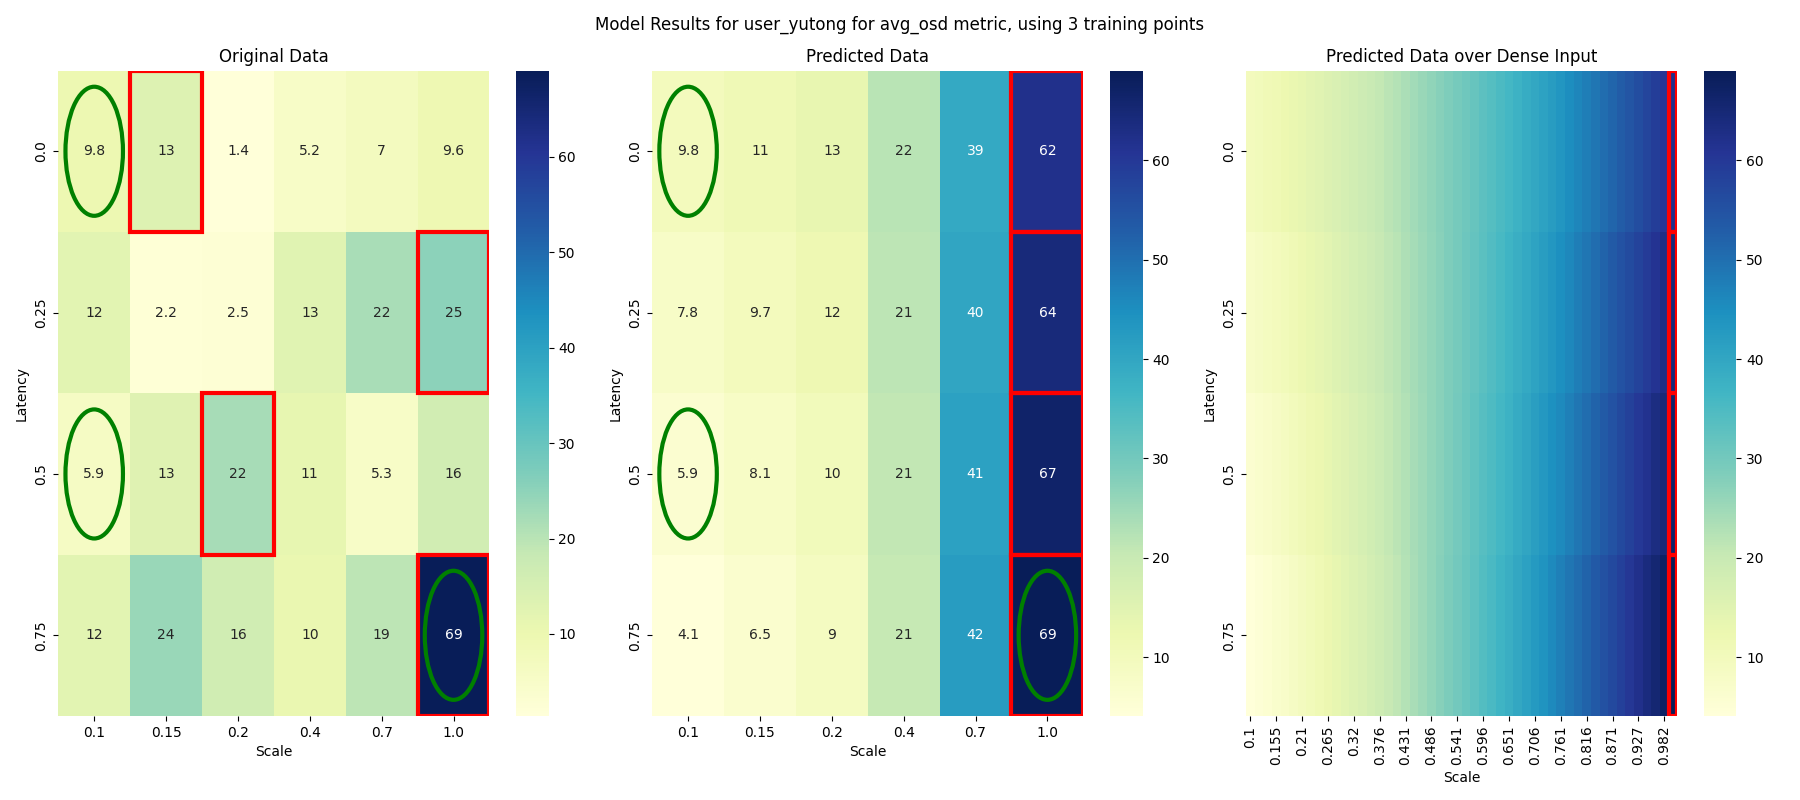 Model Results for user_yutong for avg_osd metric, using 3 training points
Original Data
0.0 9.8 13 1.4 5.2 7 9.6
0.25 12 2.2 2.5 13 22 25
0.5 5.9 13 22 11 5.3 16
0.75 12 24 16 10 19 69
0.1 0.15 0.2 0.4 0.7 1.0
Scale
Latency
60
50
40
30
20
10
Predicted Data
0.0 9.8 11 13 22 39 62
0.25 7.8 9.7 12 21 40 64
0.5 5.9 8.1 10 21 41 67
0.75 4.1 6.5 9 21 42 69
0.1 0.15 0.2 0.4 0.7 1.0
Scale
Latency
60
50
40
30
20
10
Predicted Data over Dense Input
0.0
0.25
0.5
0.75
0.1 0.155 0.21 0.265 0.32 0.376 0.431 0.486 0.541 0.596 0.651 0.706 0.761 0.816 0.871 0.927 0.982
Scale
Latency
60
50
40
30
20
10